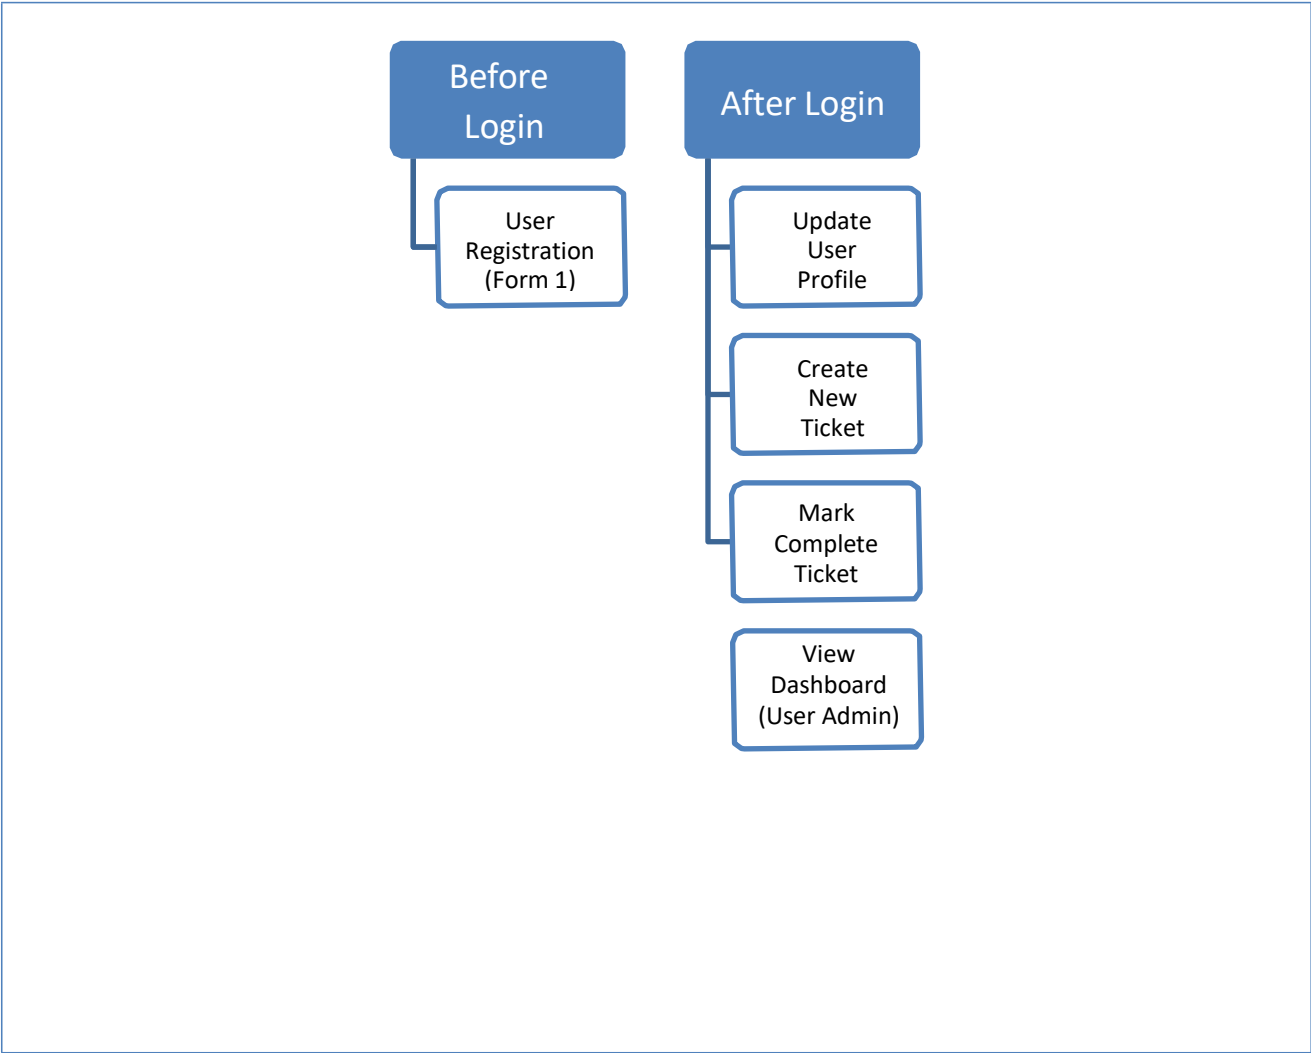 Before
Login
User
Registration
(Form 1)
After Login
Update
User
Profile
Create
New
Ticket
Mark
Complete
Ticket
View
Dashboard
(User Admin)